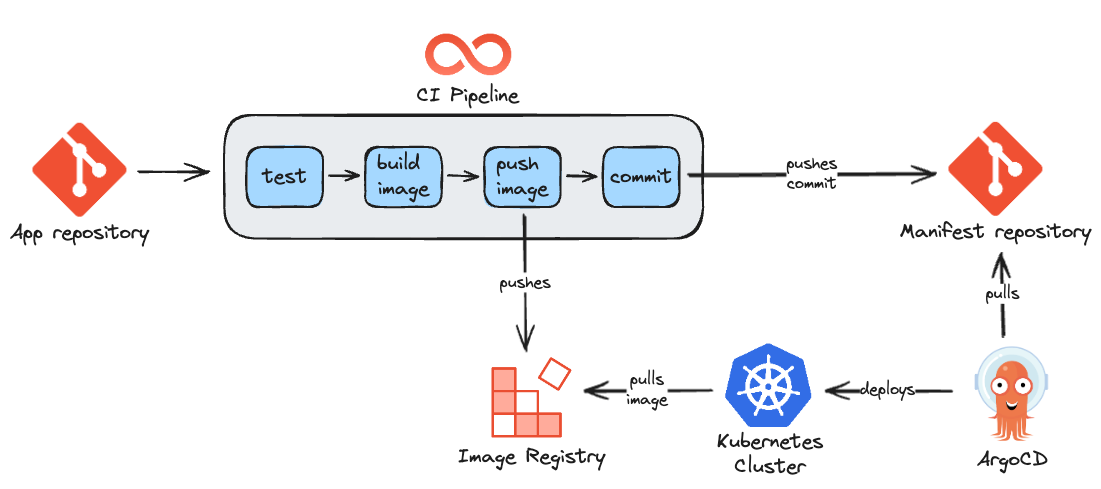 CI Pipeline
test
build
image
push
image
commit
pushes
commit
App repository
Manifest repository
pushes
pulls
pulls
image
deploys
Kubernetes
Cluster
Image Registry
ArgoCD